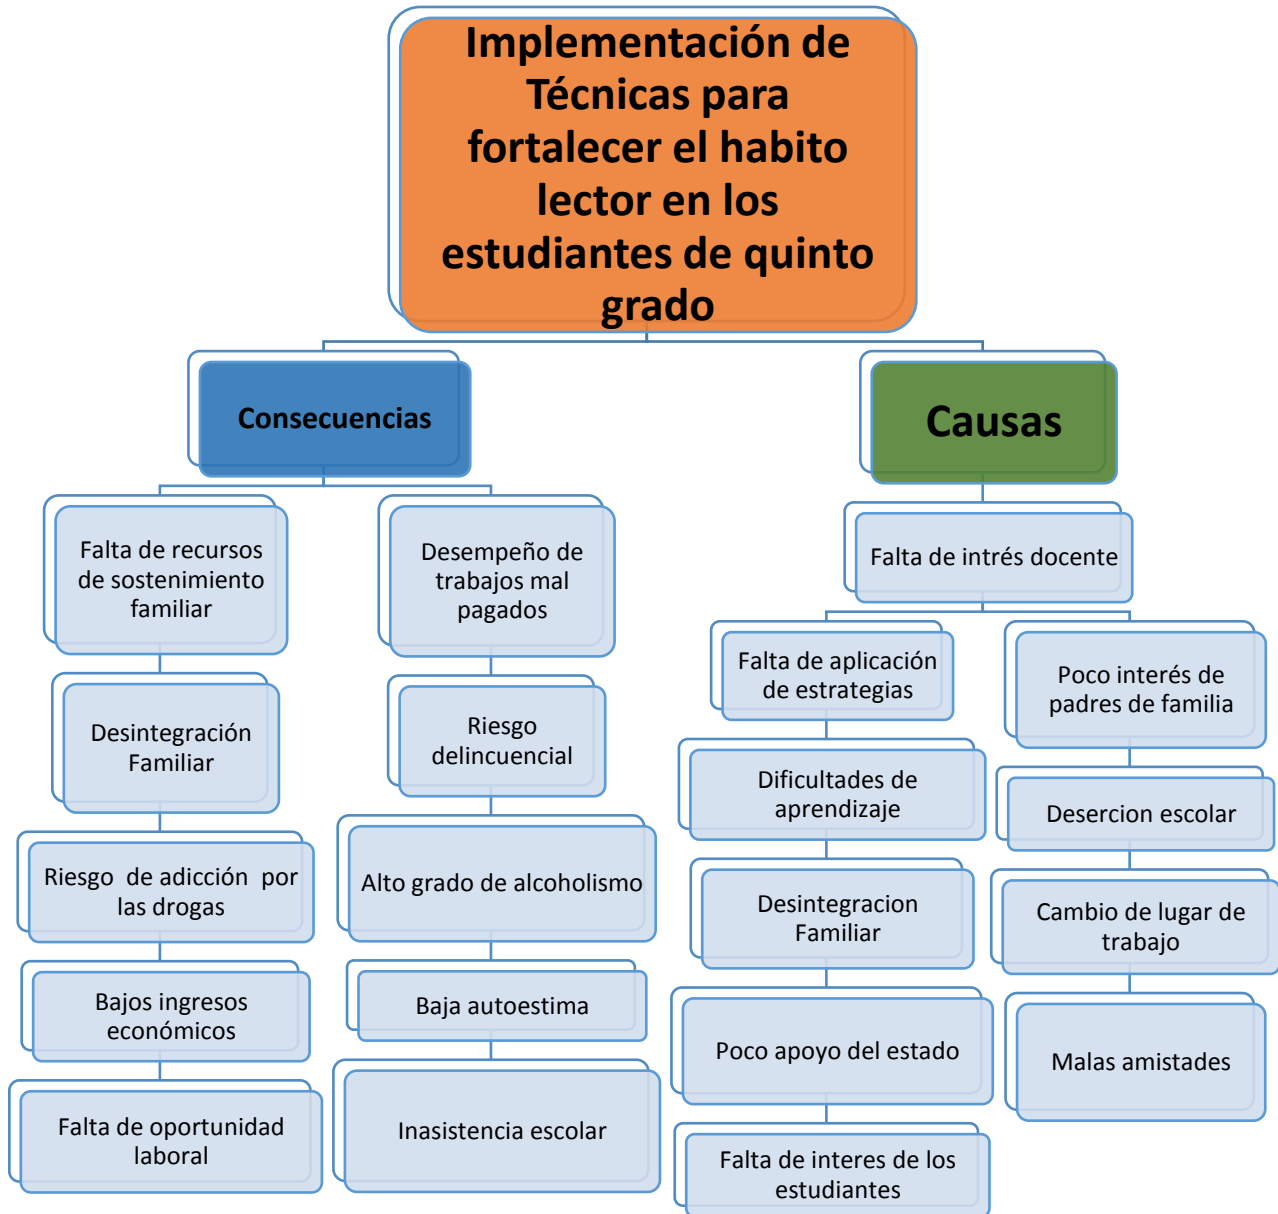 Implementación de
Técnicas para
fortalecer el habito
lector en los
estudiantes de quinto
grado
Consecuencias
Causas
Falta de recursos
de sostenimiento
familiar
Desempeño de
trabajos mal
pagados
Falta de intrés docente
Desintegración
Familiar
Riesgo
delincuencial
Falta de aplicación
de estrategias
Poco interés de
padres de familia
Riesgo de adicción por
las drogas
Alto grado de alcoholismo
Dificultades de
aprendizaje
Desercion escolar
Bajos ingresos
económicos
Baja autoestima
Desintegracion
Familiar
Cambio de lugar de
trabajo
Falta de oportunidad
laboral
Inasistencia escolar
Poco apoyo del estado
Malas amistades
Falta de interes de los
estudiantes